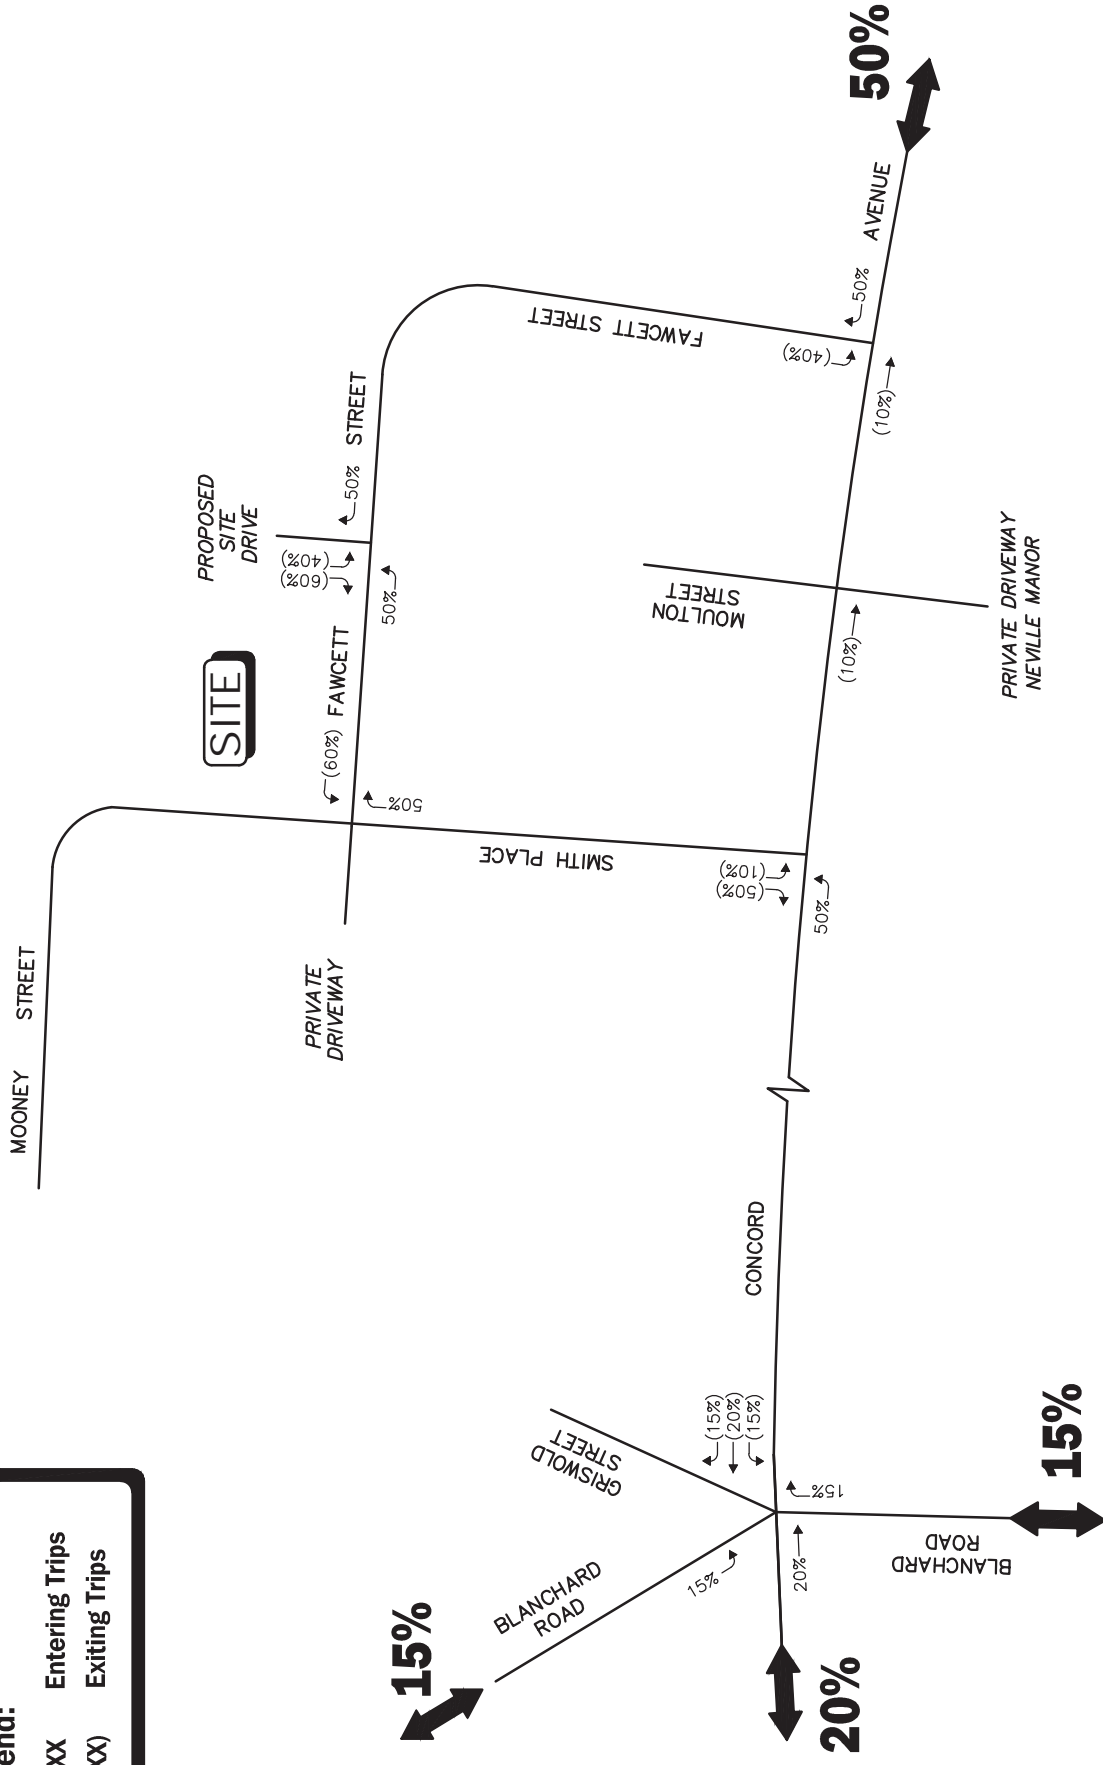 MOONEY STREET
PRIVATE
DRIVEWAY
SITE
PROPOSED
SITE
DRIVE
(60%)
(40%)
50%
(60%) FAWCETT STREET
50%
50%
FAWCETT STREET
SMITH PLACE
MOULTON
STREET
(40%)
50%
50%
(50%)
(10%)
50%
(10%)
(10%)
CONCORD AVENUE
PRIVATE DRIVEWAY
NEVILLE MANOR
GRISWOLD
STREET
BLANCHARD
ROAD
15%
15%
(15%)
(20%)
(15%)
15%
20%
20%
BLANCHARD
ROAD
15%
end:
XX Entering Trips
XX) Exiting Trips